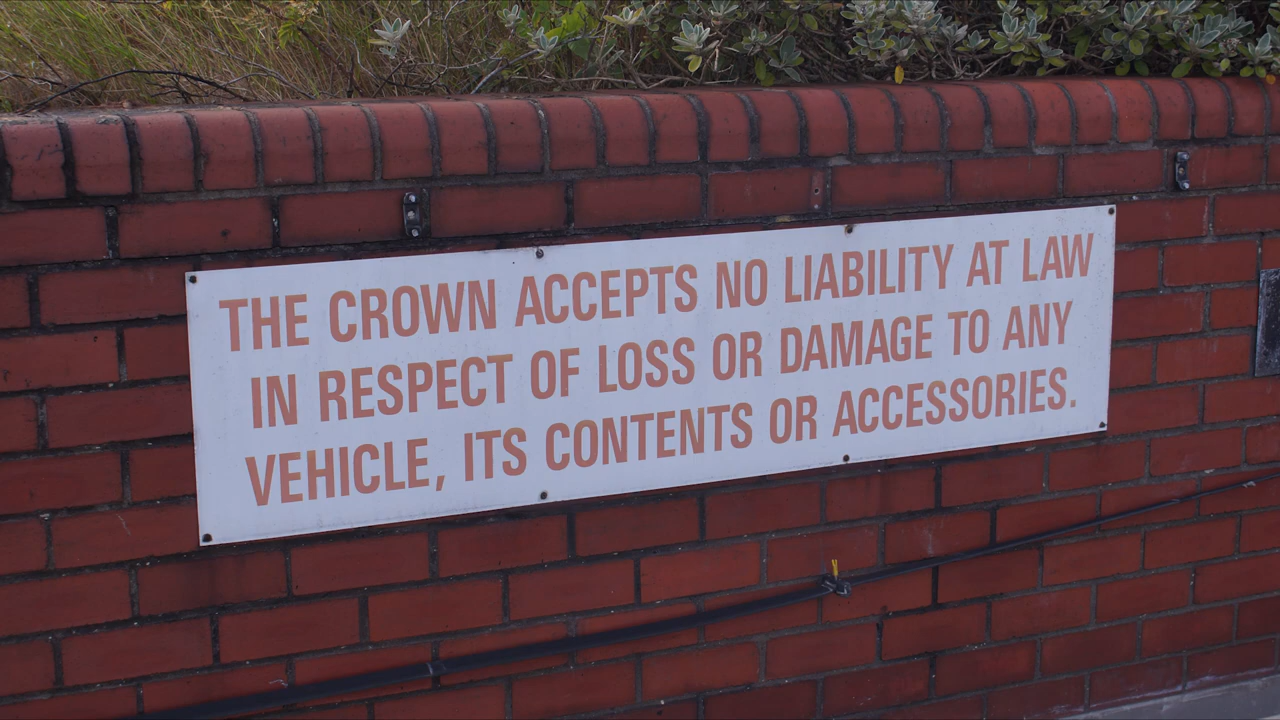 THE CROWN ACCEPTS NO LIABILITY AT LAW
IN RESPECT OF LOSS OR DAMAGE TO ANY
VEHICLE, ITS CONTENTS OR ACCESSORIES.